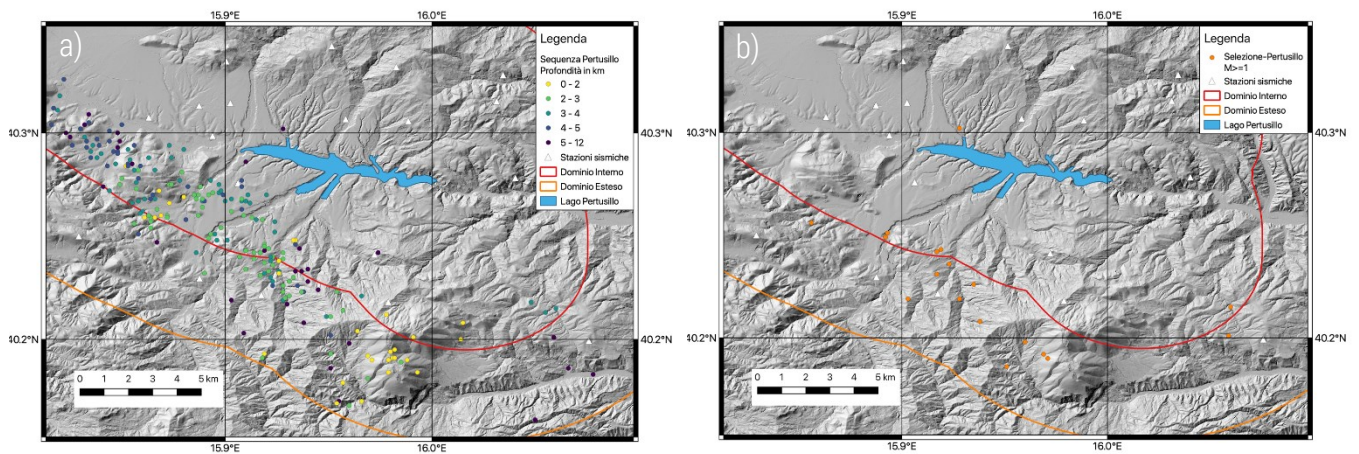 15.9°E 16.0°E
a)
Legenda
Sequenza Pertusillo
Profondità in km
0 - 2
2 - 3
3 - 4
4 - 5
5 - 12
Stazioni sismiche
Dominio Interno
Dominio Esteso
Lago Pertusillo
40.3°N
40.2°N
0 1 2 3 4 5 km
15.9°E 16.0°E
15.9°E 16.0°E
b)
Legenda
Selezione-Pertusillo
M>=1
Stazioni sismiche
Dominio Interno
Dominio Esteso
Lago Pertusillo
40.3°N 40.3°N
40.2°N 40.2°N
0 1 2 3 4 5 km
15.9°E 16.0°E